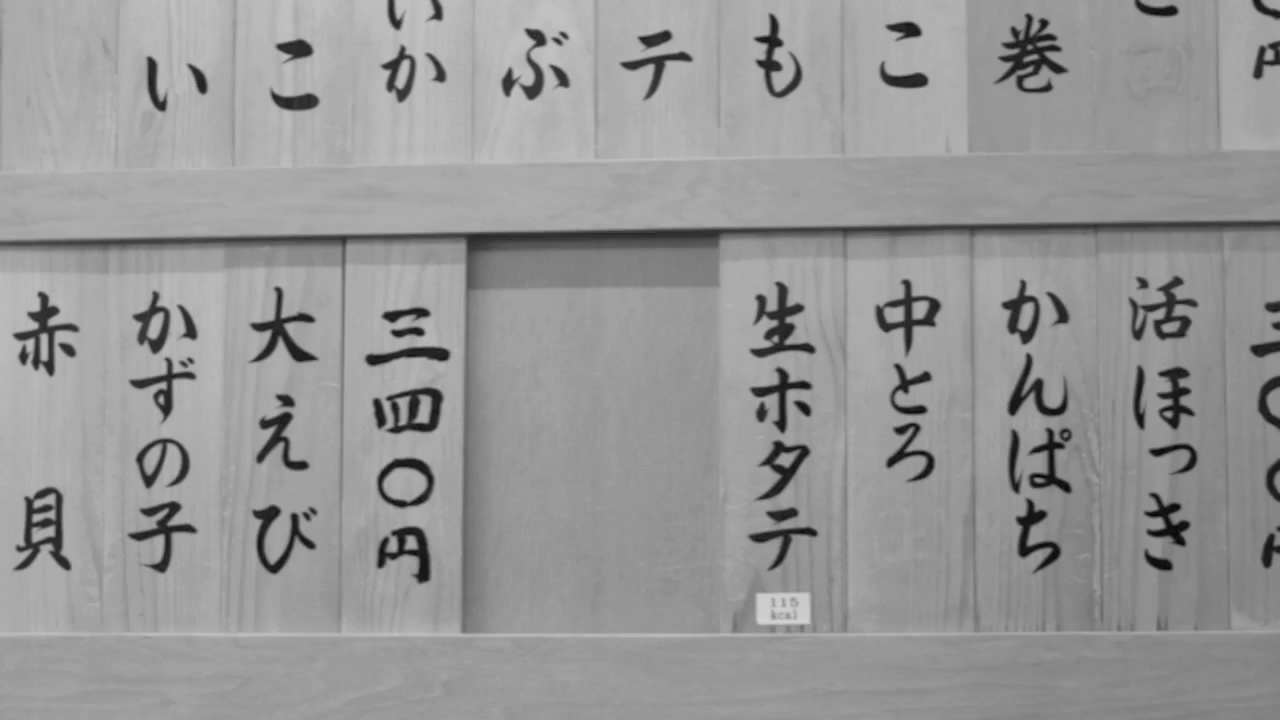 巻
こ
も
テ
ぶ
いか
こ
い
活ほっき
かんぱち
中とろ
生ホタテ
115
kcal
三四〇円
大えび
かずの子
赤貝